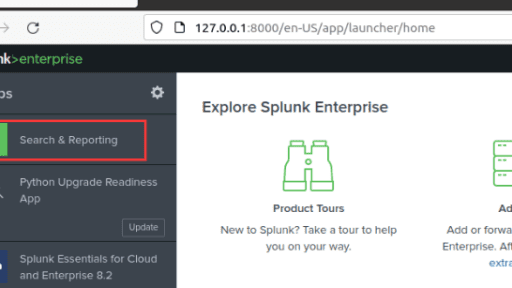 127.0.0.1:8000/en-US/app/launcher/home
nk>enterprise
ps
Explore Splunk Enterprise
Search & Reporting
Python Upgrade Readiness
App
Update
Splunk Essentials for Cloud
and Enterprise 8.2
Product Tours
New to Splunk? Take a tour to help
you on your way.
Ad
Add or forwa
Enterprise. Af
extra